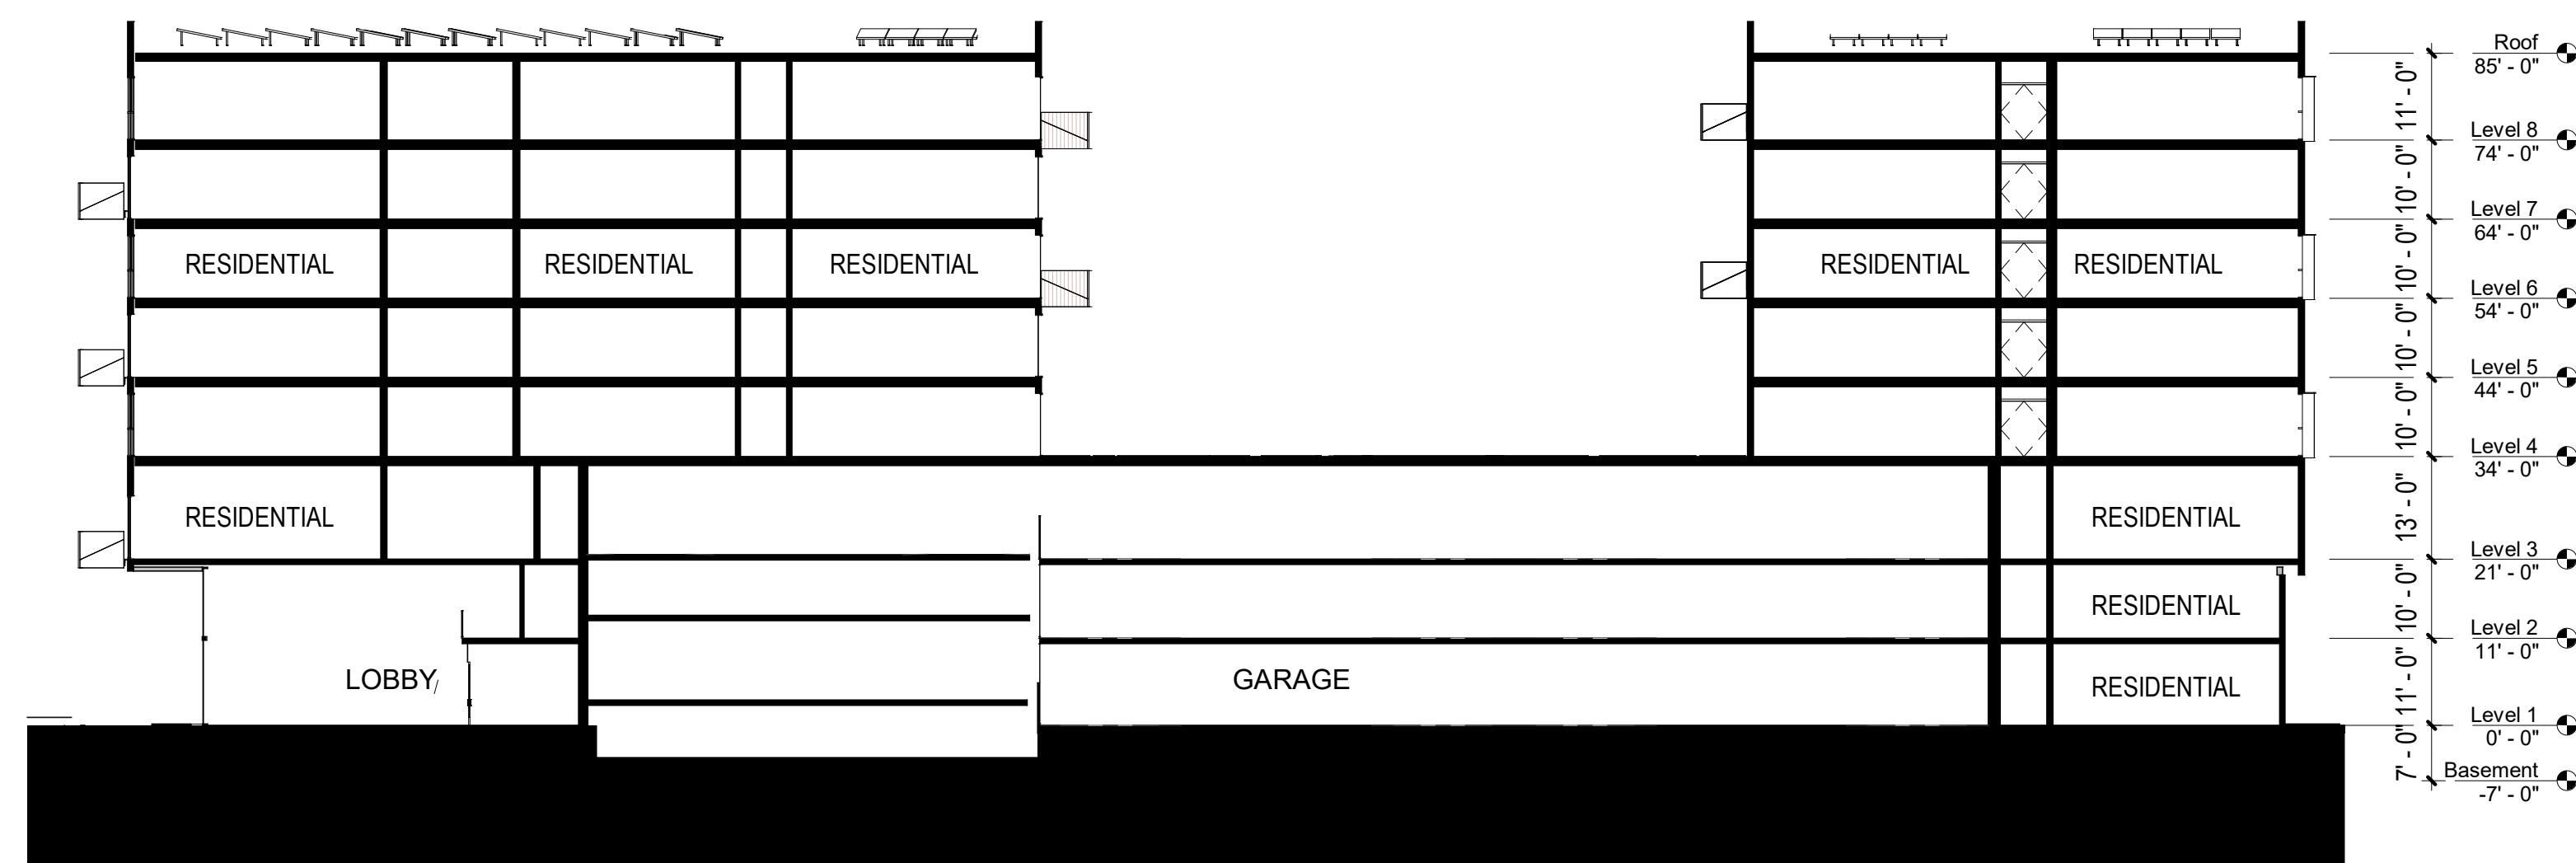 Roof
85' - 0"
11' - 0"
Level 8
74' - 0"
10' - 0"
Level 7
64' - 0"
RESIDENTIAL RESIDENTIAL RESIDENTIAL RESIDENTIAL RESIDENTIAL
10' - 0"
Level 6
54' - 0"
10' - 0"
Level 5
44' - 0"
10' - 0"
Level 4
34' - 0"
RESIDENTIAL RESIDENTIAL
13' - 0"
Level 3
21' - 0"
RESIDENTIAL
10' - 0"
Level 2
11' - 0"
LOBBY GARAGE RESIDENTIAL
11' - 0"
Level 1
0' - 0"
7' - 0"
Basement
-7' - 0"